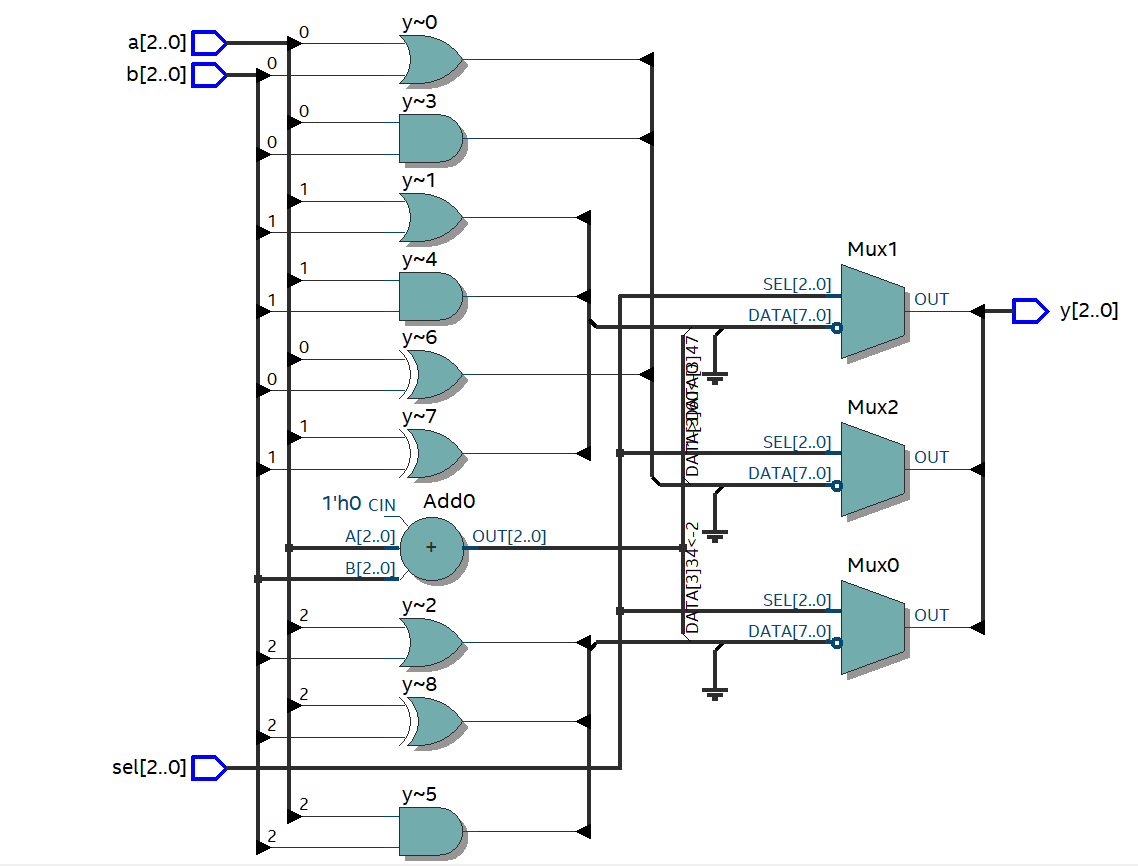 y~0
a[2..0]
0
b[2..0]
0
y~3
0
0
y~1
1
1
y~4
1
1
Mux1
SEL[2..0]
OUT
DATA[7..0]
y[2..0]
y~6
0
0
Mux2
y~7
1
1
SEL[2..0]
OUT
DATA[7..0]
1'h0 CIN
Add0
A[2..0]
+
OUT[2..0]
B[2..0]
DATA[3]34<-2
Mux0
y~2
2
2
SEL[2..0]
OUT
DATA[7..0]
y~8
2
2
sel[2..0]
y~5
2
2